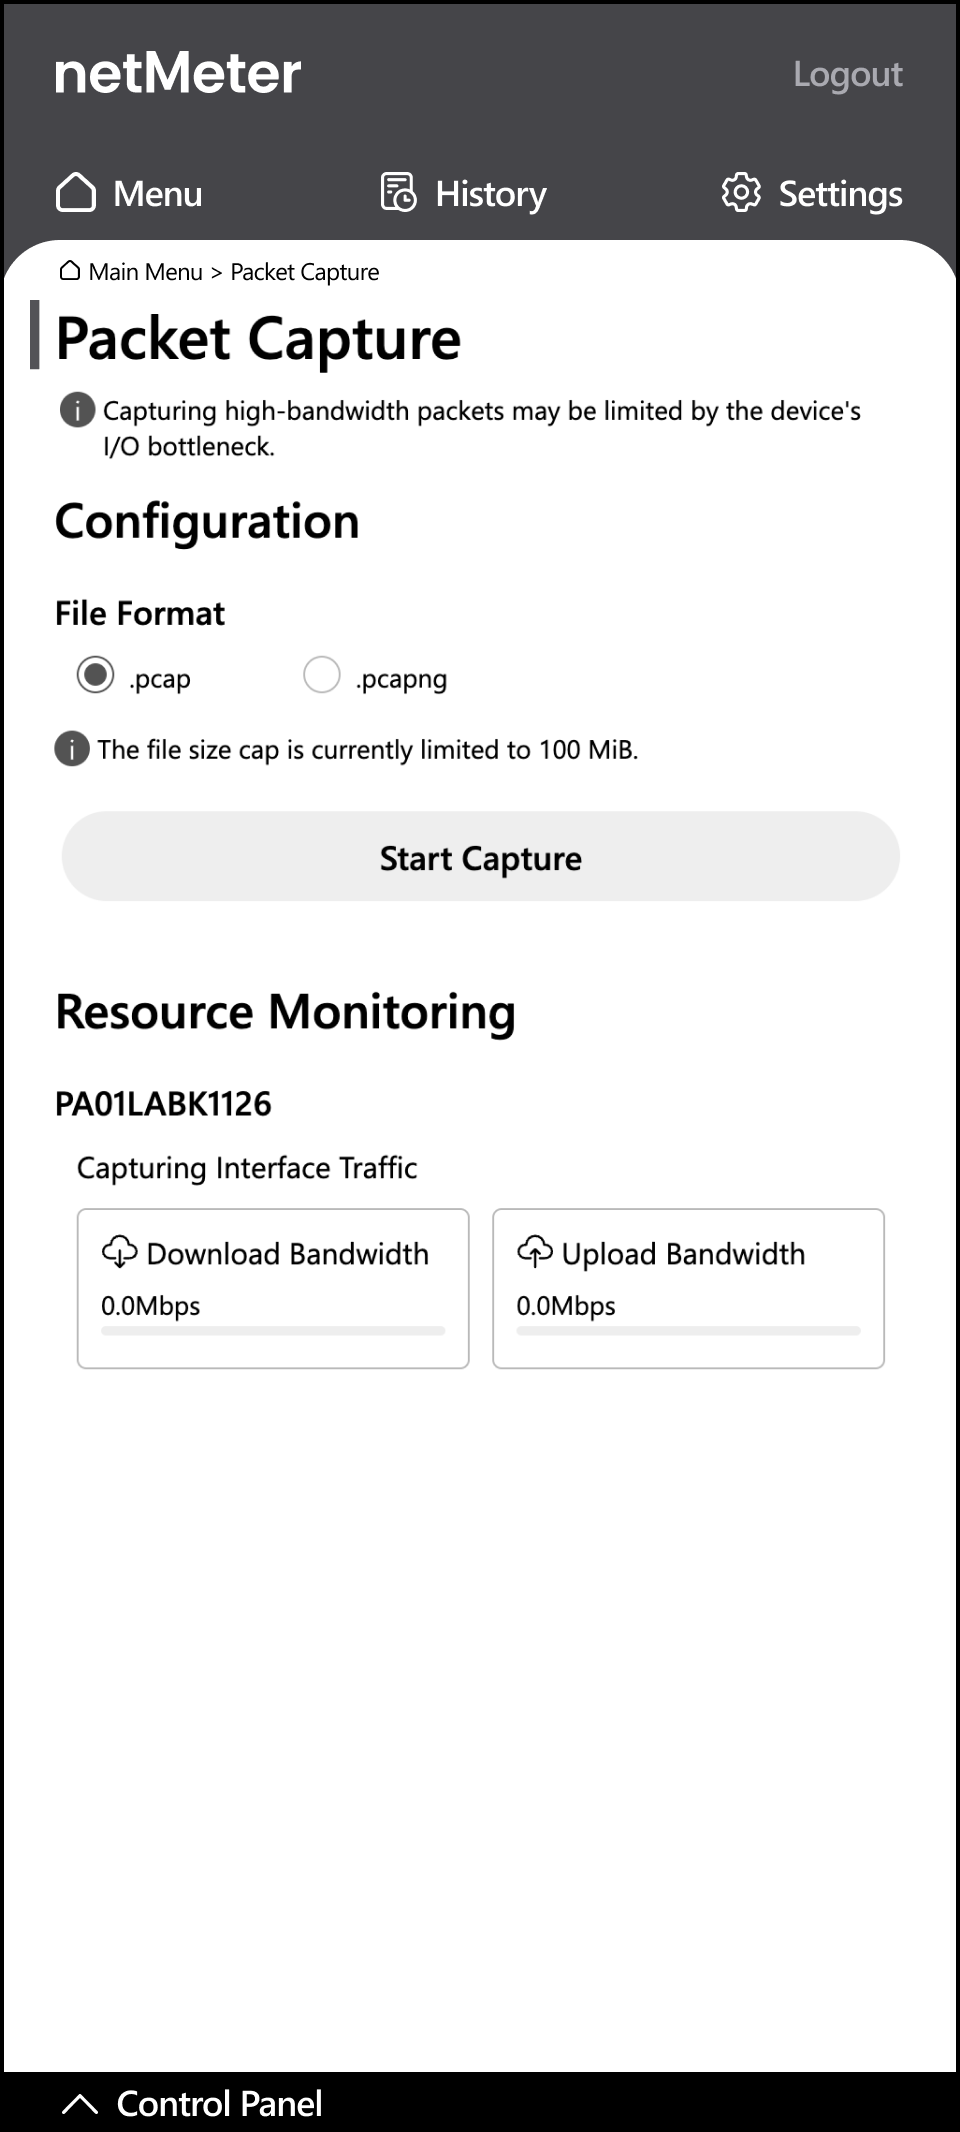 netMeter
Logout
Menu
History
Settings
Main Menu > Packet Capture
Packet Capture
Capturing high-bandwidth packets may be limited by the device's
I/O bottleneck.
Configuration
File Format
.pcap
.pcapng
The file size cap is currently limited to 100 MiB.
Start Capture
Resource Monitoring
PA01LABK1126
Capturing Interface Traffic
Download Bandwidth
0.0Mbps
Upload Bandwidth
0.0Mbps
Control Panel